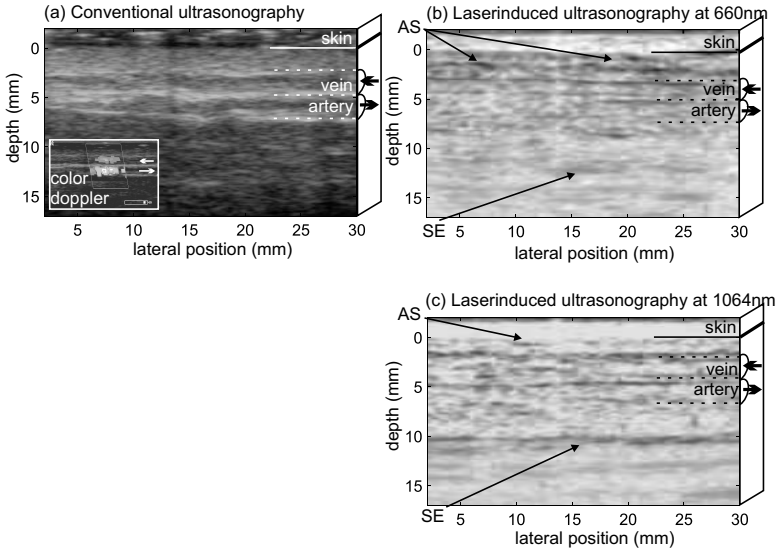 (a) Conventional ultrasonography
skin
vein
artery
color
doppler
0
5
10
15
depth (mm)
5 10 15 20 25 30
lateral position (mm)
(b) Laserinduced ultrasonography at 660nm
AS
skin
vein
artery
SE
0
5
10
15
depth (mm)
5 10 15 20 25 30
lateral position (mm)
(c) Laserinduced ultrasonography at 1064nm
AS
skin
vein
artery
SE
0
5
10
15
depth (mm)
5 10 15 20 25 30
lateral position (mm)